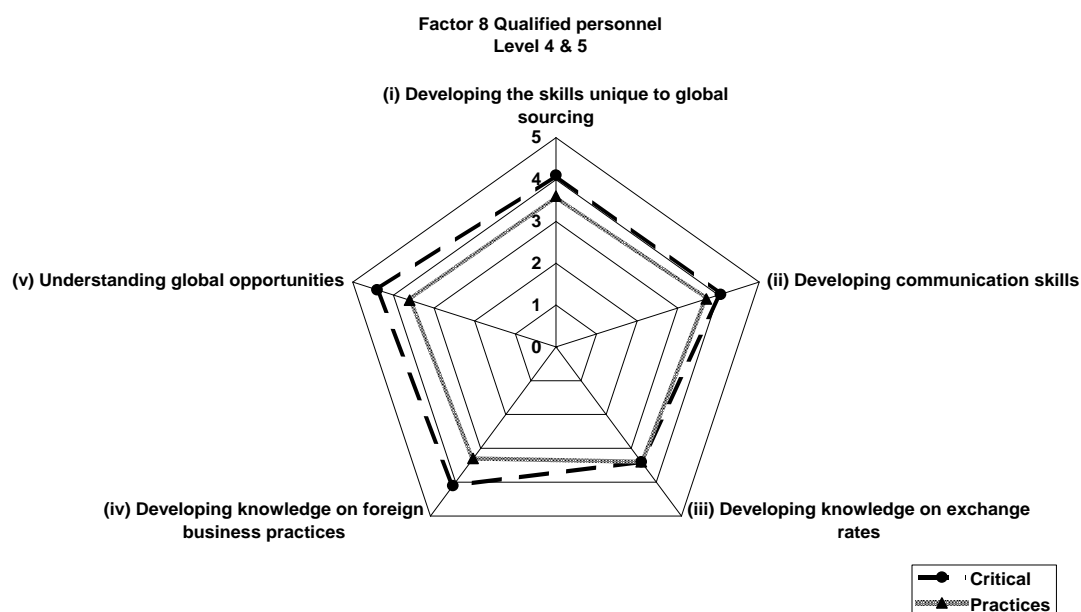 Factor 8 Qualified personnel
Level 4 & 5
(i) Developing the skills unique to global
sourcing
5
4
3
2
1
0
(v) Understanding global opportunities
(ii) Developing communication skills
(iv) Developing knowledge on foreign
business practices
(iii) Developing knowledge on exchange
rates
Critical
Practices